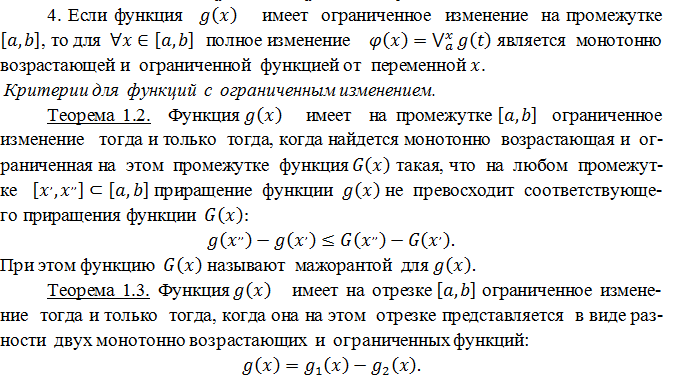 4. Если функция g(x) имеет ограниченное изменение на промежутке
[a, b], то для ∀x ∈ [a, b] полное изменение φ(x) = V_a^x g(t) является монотонно
возрастающей и ограниченной функцией от переменной x.
Критерии для функций с ограниченным изменением.
Теорема 1.2. Функция g(x) имеет на промежутке [a, b] ограниченное
изменение тогда и только тогда, когда найдется монотонно возрастающая и ог-
раниченная на этом промежутке функция G(x) такая, что на любом промежут-
ке [x’, x”] ⊂ [a, b] приращение функции g(x) не превосходит соответствующе-
го приращения функции G(x):
g(x”) − g(x’) ≤ G(x”) − G(x’).
При этом функцию G(x) называют мажорантой для g(x).
Теорема 1.3. Функция g(x) имеет на отрезке [a, b] ограниченное измене-
ние тогда и только тогда, когда она на этом отрезке представляется в виде раз-
ности двух монотонно возрастающих и ограниченных функций:
g(x) = g₁(x) − g₂(x).